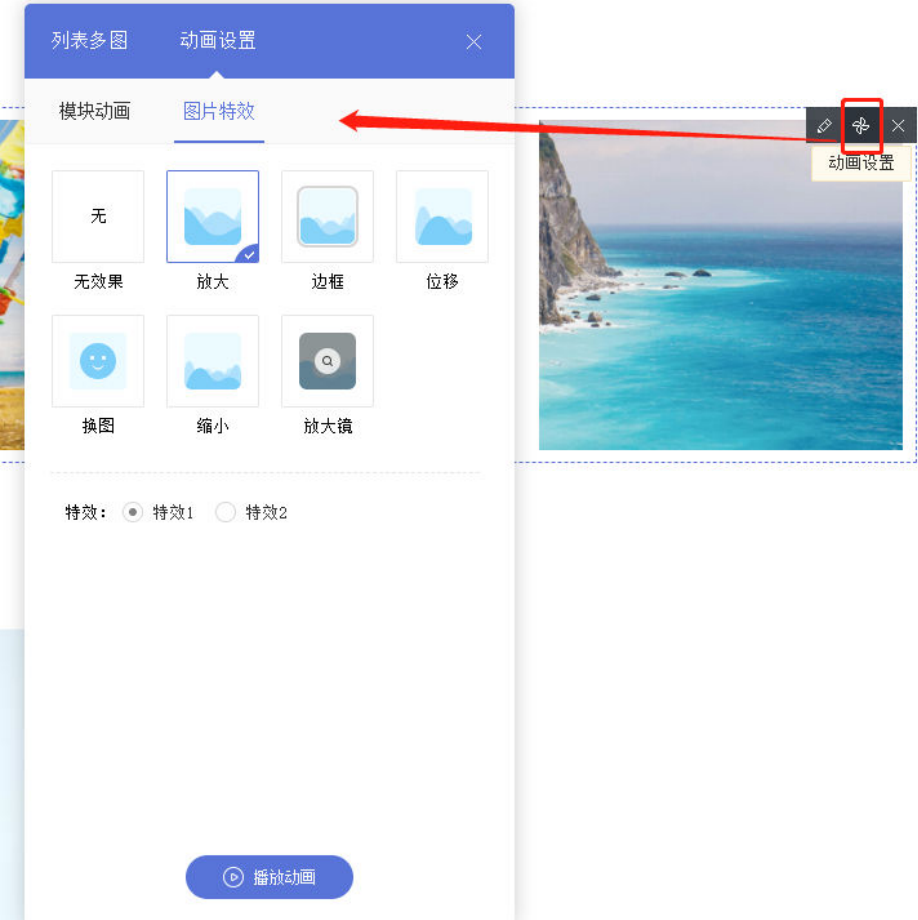 列表多图 动画设置
模块动画 图片特效
动画设置
无
无效果 放大 边框 位移
换图 缩小 放大镜
特效： 特效1 特效2
播放动画